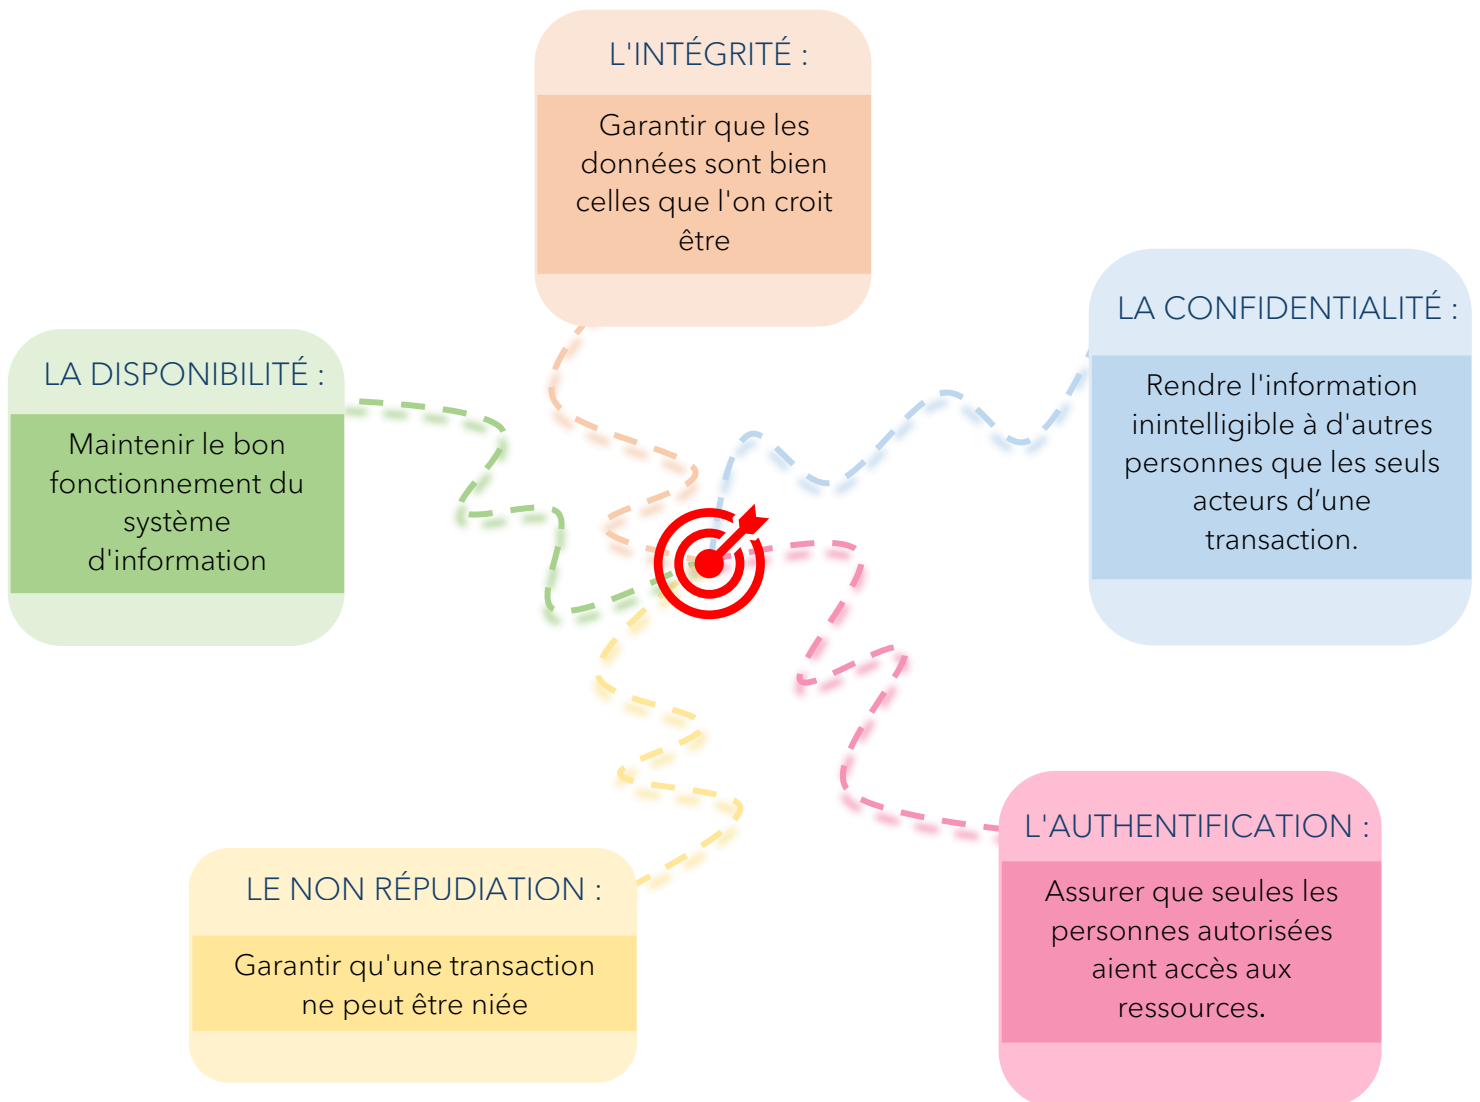 L'INTÉGRITÉ :
Garantir que les
données sont bien
celles que l'on croit
être
LA CONFIDENTIALITÉ :
Rendre l'information
inintelligible à d'autres
personnes que les seuls
acteurs d’une
transaction.
LA DISPONIBILITÉ :
Maintenir le bon
fonctionnement du
système
d'information
L'AUTHENTIFICATION :
Assurer que seules les
personnes autorisées
aient accès aux
ressources.
LE NON RÉPUDIATION :
Garantir qu'une transaction
ne peut être niée